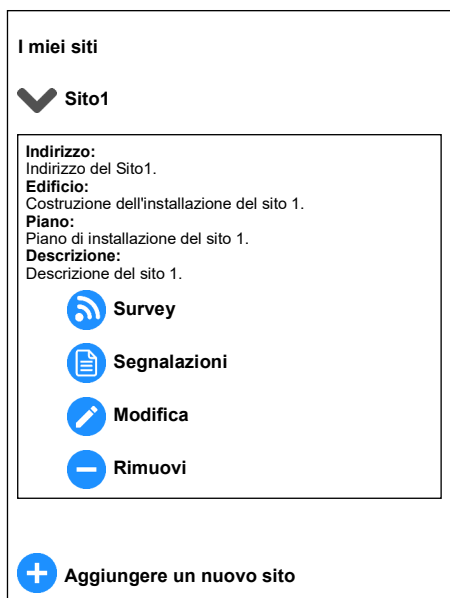 I miei siti
Sito1
Indirizzo:
Indirizzo del Sito1.
Edificio:
Costruzione dell'installazione del sito 1.
Piano:
Piano di installazione del sito 1.
Descrizione:
Descrizione del sito 1.
Survey
Segnalazioni
Modifica
Rimuovi
Aggiungere un nuovo sito